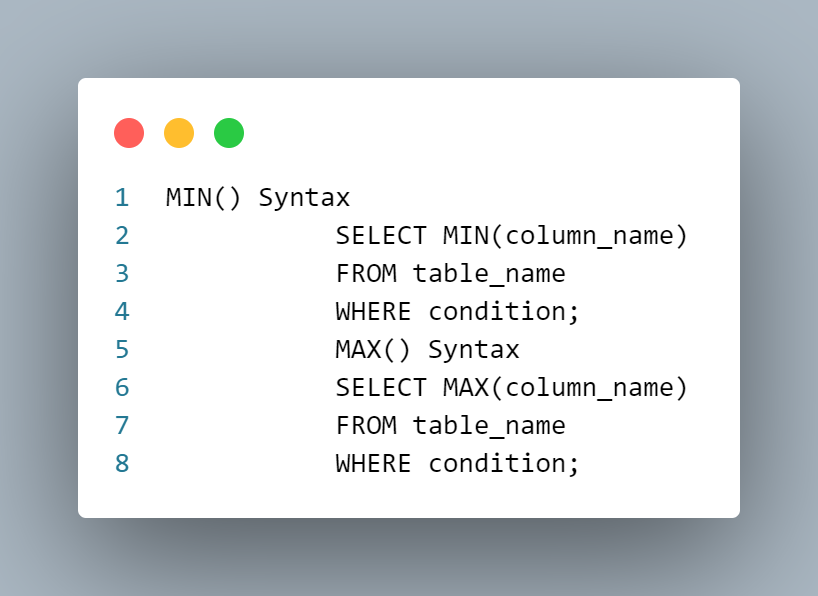 1 MIN() Syntax
2 SELECT MIN(column_name)
3 FROM table_name
4 WHERE condition;
5 MAX() Syntax
6 SELECT MAX(column_name)
7 FROM table_name
8 WHERE condition;